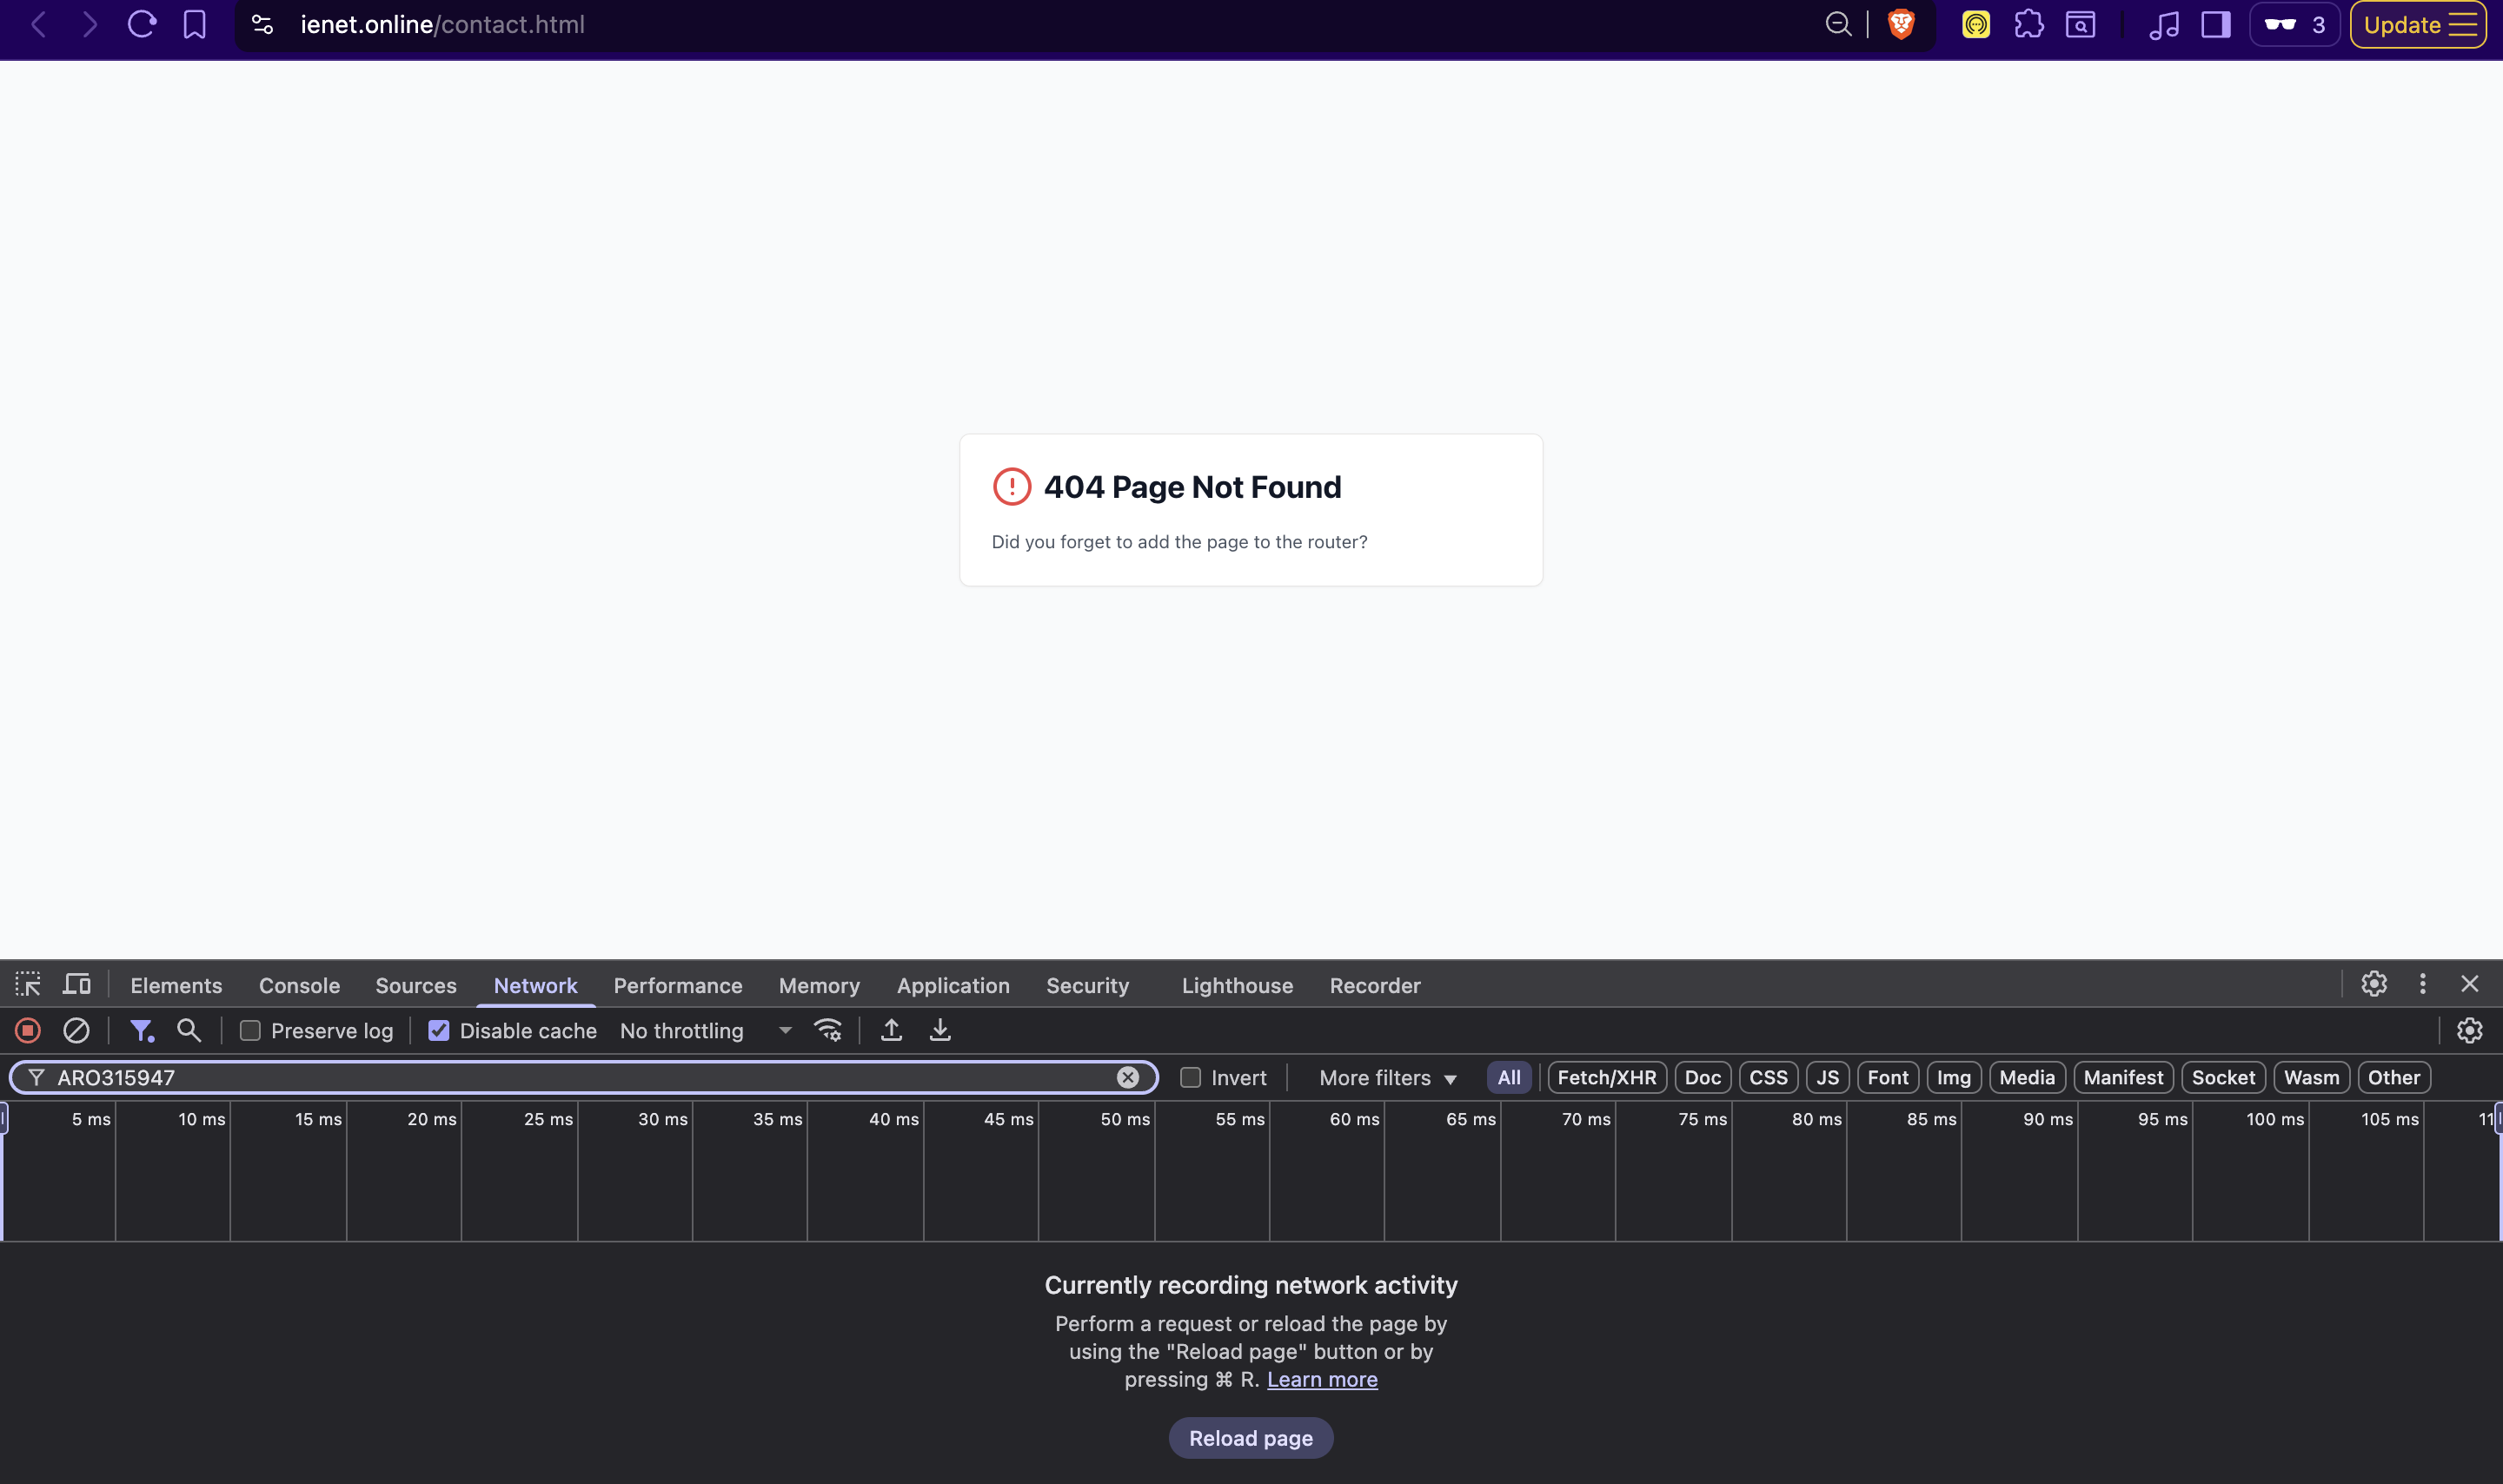 ienet.online/contact.html
3
Update
404 Page Not Found
Did you forget to add the page to the router?
Elements Console Sources Network Performance Memory Application Security Lighthouse Recorder
Preserve log Disable cache No throttling
ARO315947 Invert More filters All Fetch/XHR Doc CSS JS Font Img Media Manifest Socket Wasm Other
5 ms 10 ms 15 ms 20 ms 25 ms 30 ms 35 ms 40 ms 45 ms 50 ms 55 ms 60 ms 65 ms 70 ms 75 ms 80 ms 85 ms 90 ms 95 ms 100 ms 105 ms 11
Currently recording network activity
Perform a request or reload the page by
using the "Reload page" button or by
pressing ⌘ R. Learn more
Reload page